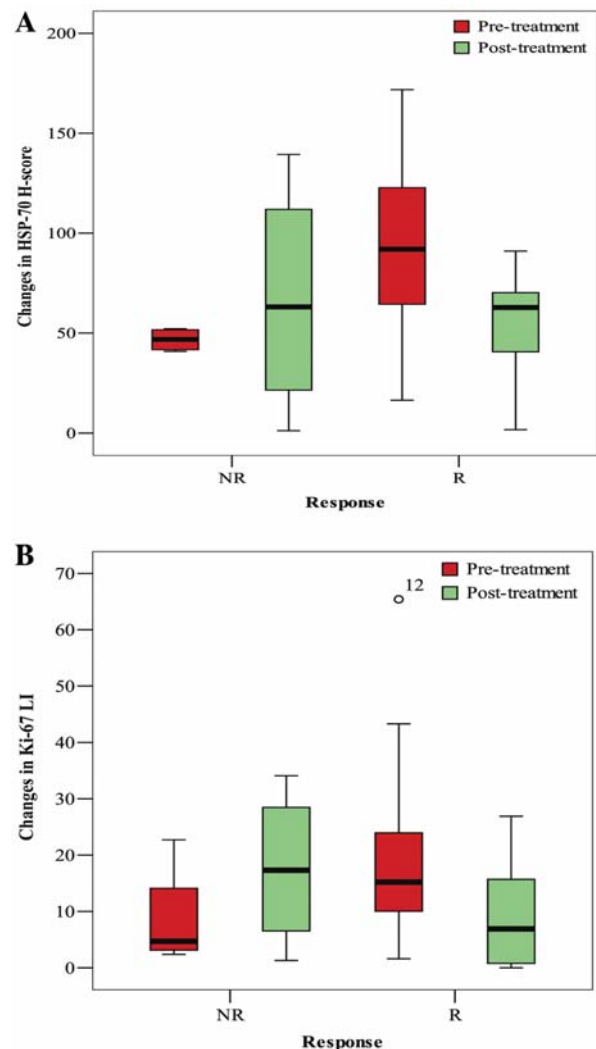 A
Pre-treatment
Post-treatment
200
150
100
50
0
Changes in HSP-70 H-score
NR R
Response
B
12
Pre-treatment
Post-treatment
70
60
50
40
30
20
10
0
Changes in Ki-67 LI
NR R
Response